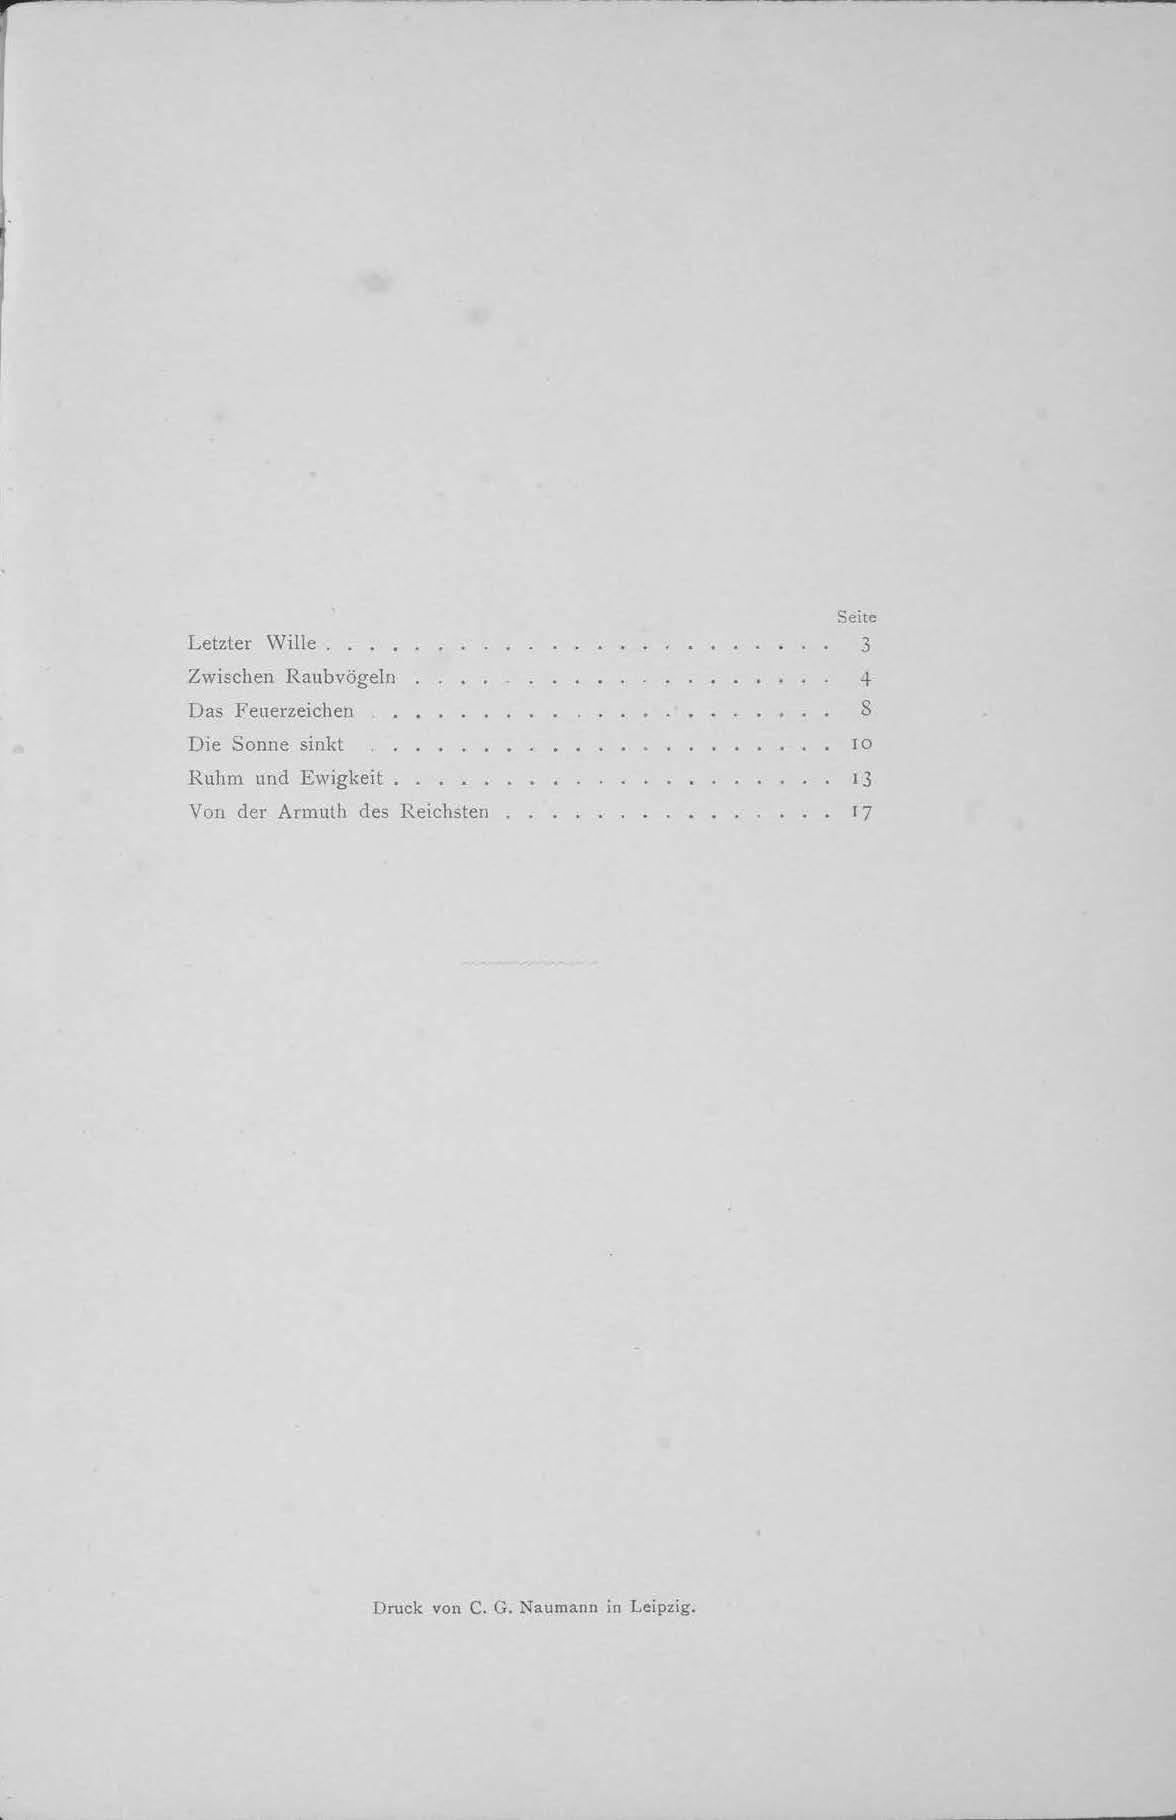 Seite
Letzter Wille . . . . . . . . . . . . . . . . . . . . . . . 3
Zwischen Raubvögeln . . . . . . . . . . . . . . . . . . . 4
Das Feuerzeichen . . . . . . . . . . . . . . . . . . . . . 8
Die Sonne sinkt . . . . . . . . . . . . . . . . . . . . . 10
Ruhm und Ewigkeit . . . . . . . . . . . . . . . . . . . . 13
Von der Armuth des Reichsten . . . . . . . . . . . . . . . 17
Druck von C. G. Naumann in Leipzig.